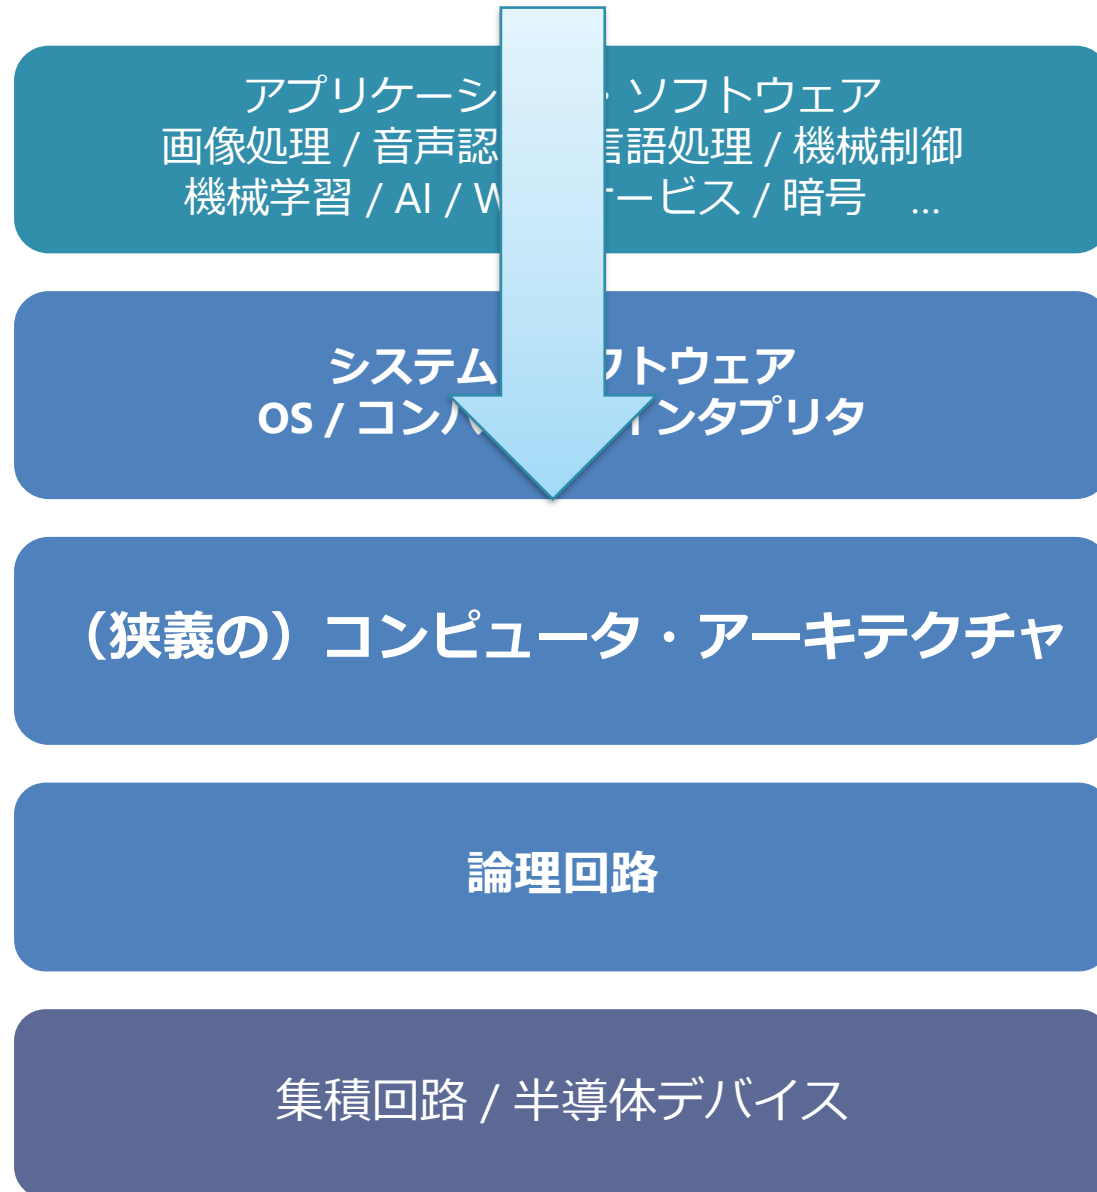 アプリケーシ ・ ソフトウェア
画像処理 / 音声認 言語処理 / 機械制御
機械学習 / AI / W サービス / 暗号 …
システム フトウェア
OS / コンパ インタプリタ
（狭義の）コンピュータ・アーキテクチャ
論理回路
集積回路 / 半導体デバイス